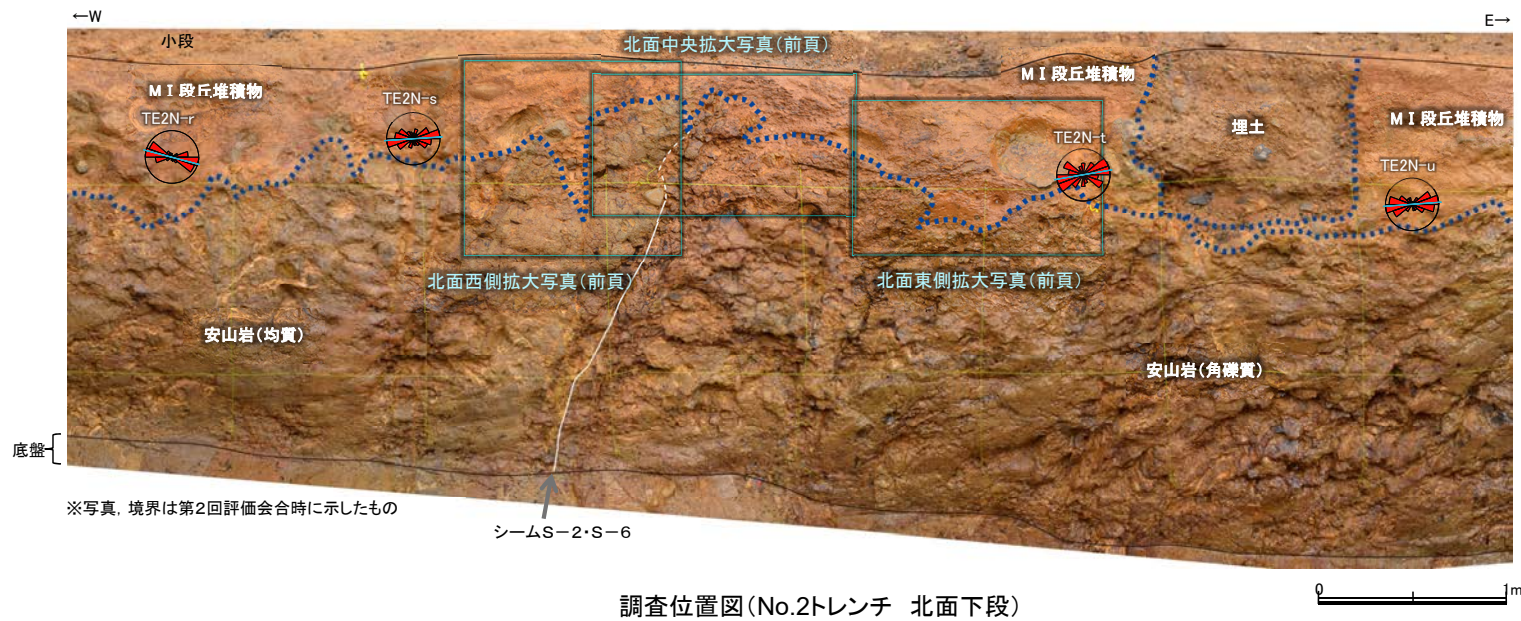 ←W
E→
小段
北面中央拡大写真(前頁)
MⅠ段丘堆積物
MⅠ段丘堆積物
TE2N-s
TE2N-r
埋土
MⅠ段丘堆積物
TE2N-t
TE2N-u
北面西側拡大写真(前頁)
北面東側拡大写真(前頁)
安山岩(均質)
安山岩(角礫質)
底盤
※写真，境界は第2回評価会合時に示したもの
シームS－2・S－6
調査位置図(No.2トレンチ　北面下段)
0 1m